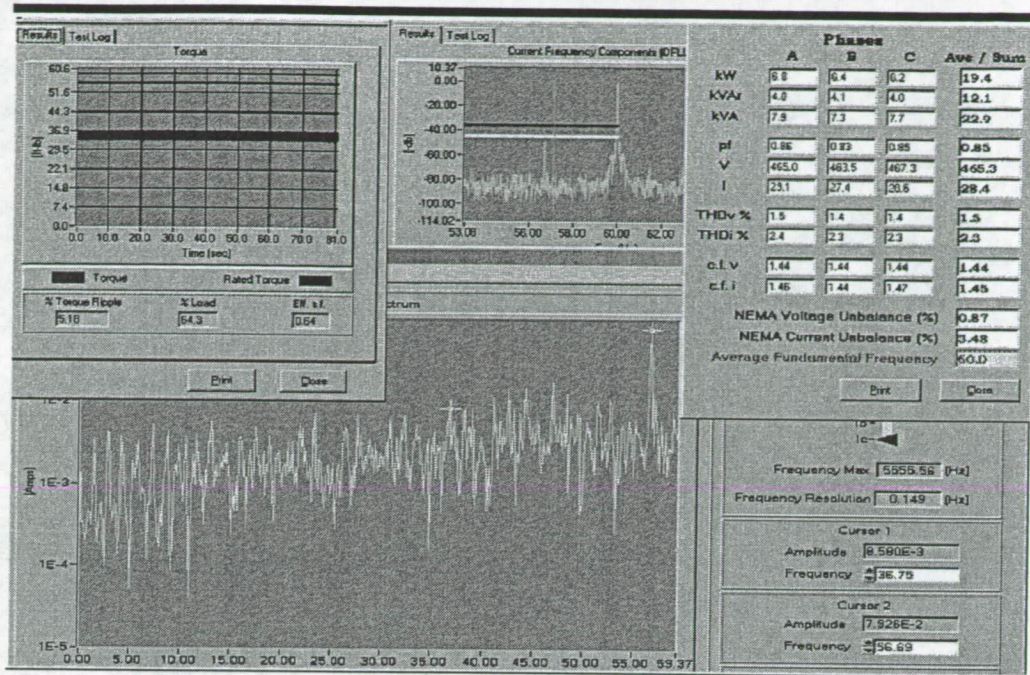 Results Test Log
Torque
[lf-lb]
60.6
51.6
44.3
36.9
29.5
22.1
14.8
7.4
0.0
0.0 10.0 20.0 30.0 40.0 50.0 60.0 70.0 81.0
Time [sec]
Torque Rated Torque
% Torque Ripple % Load Eff. s.f.
5.18 64.3 0.64
Print Close
Results Test Log
Current Frequency Components (DFLL
[db]
10.37
0.00
-20.00
-40.00
-60.00
-80.00
-100.00
-114.02
53.08 56.00 58.00 60.00 62.00
Phases
A B C Ave / Sum
kW 6.8 6.4 6.2 19.4
kVAr 4.0 4.1 4.0 12.1
kVA 7.9 7.3 7.7 22.9
pf 0.86 0.83 0.85 0.85
V 465.0 463.5 467.3 465.3
I 29.1 27.4 28.6 28.4
THDv % 1.5 1.4 1.4 1.5
THDi % 2.4 2.3 2.3 2.3
c.f. v 1.44 1.44 1.44 1.44
c.f. i 1.46 1.44 1.47 1.45
NEMA Voltage Unbalance (%) 0.87
NEMA Current Unbalance (%) 3.48
Average Fundamental Frequency 60.0
Print Close
ctrum
[Amps]
1E-2
1E-3
1E-4
1E-5
0.00 5.00 10.00 15.00 20.00 25.00 30.00 35.00 40.00 45.00 50.00 55.00 59.37
Ic
Frequency Max 5555.56 [Hz]
Frequency Resolution 0.149 [Hz]
Cursor 1
Amplitude 8.580E-3
Frequency 36.75
Cursor 2
Amplitude 7.926E-2
Frequency 56.69